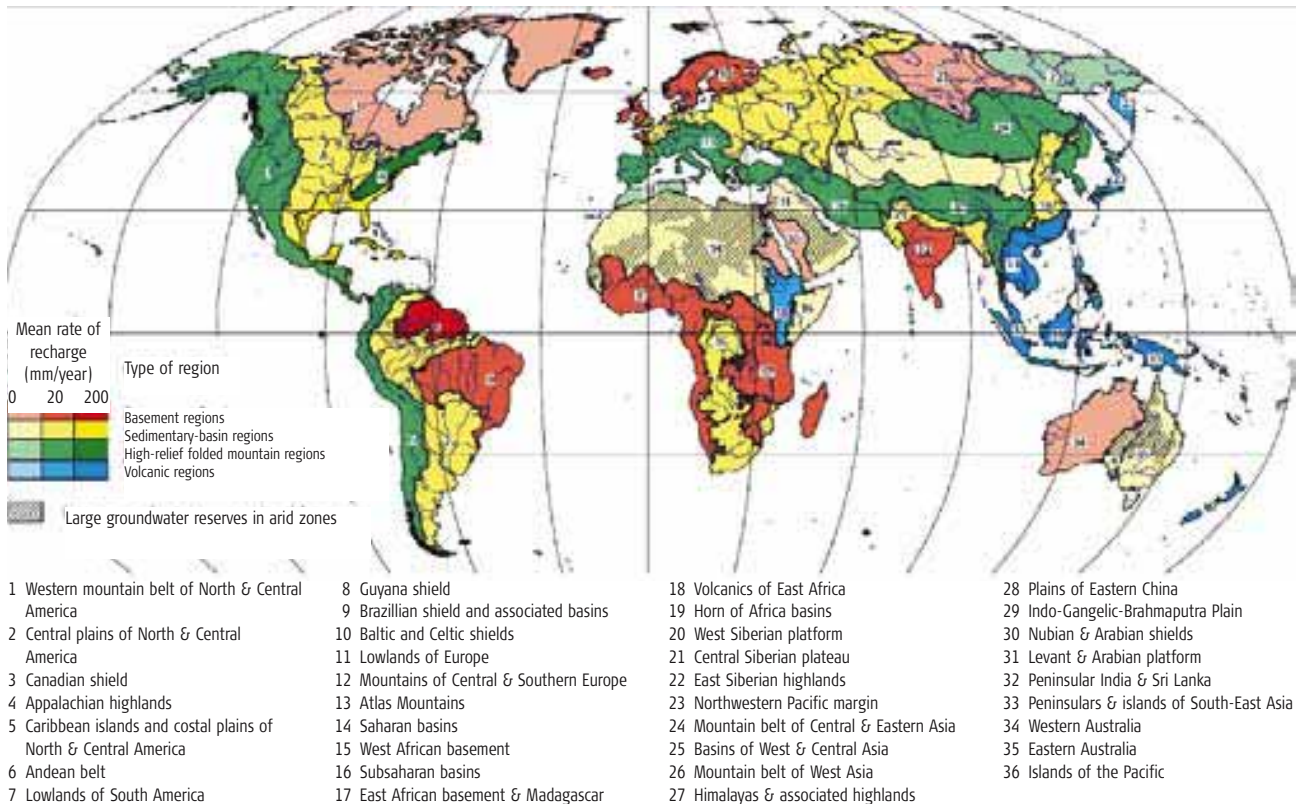 Mean rate of
recharge
(mm/year)
0 20 200
Type of region
Basement regions
Sedimentary-basin regions
High-relief folded mountain regions
Volcanic regions
Large groundwater reserves in arid zones
1 Western mountain belt of North & Central
America
2 Central plains of North & Central
America
3 Canadian shield
4 Appalachian highlands
5 Caribbean islands and costal plains of
North & Central America
6 Andean belt
7 Lowlands of South America
8 Guyana shield
9 Brazillian shield and associated basins
10 Baltic and Celtic shields
11 Lowlands of Europe
12 Mountains of Central & Southern Europe
13 Atlas Mountains
14 Saharan basins
15 West African basement
16 Subsaharan basins
17 East African basement & Madagascar
18 Volcanics of East Africa
19 Horn of Africa basins
20 West Siberian platform
21 Central Siberian plateau
22 East Siberian highlands
23 Northwestern Pacific margin
24 Mountain belt of Central & Eastern Asia
25 Basins of West & Central Asia
26 Mountain belt of West Asia
27 Himalayas & associated highlands
28 Plains of Eastern China
29 Indo-Gangelic-Brahmaputra Plain
30 Nubian & Arabian shields
31 Levant & Arabian platform
32 Peninsular India & Sri Lanka
33 Peninsulars & islands of South-East Asia
34 Western Australia
35 Eastern Australia
36 Islands of the Pacific